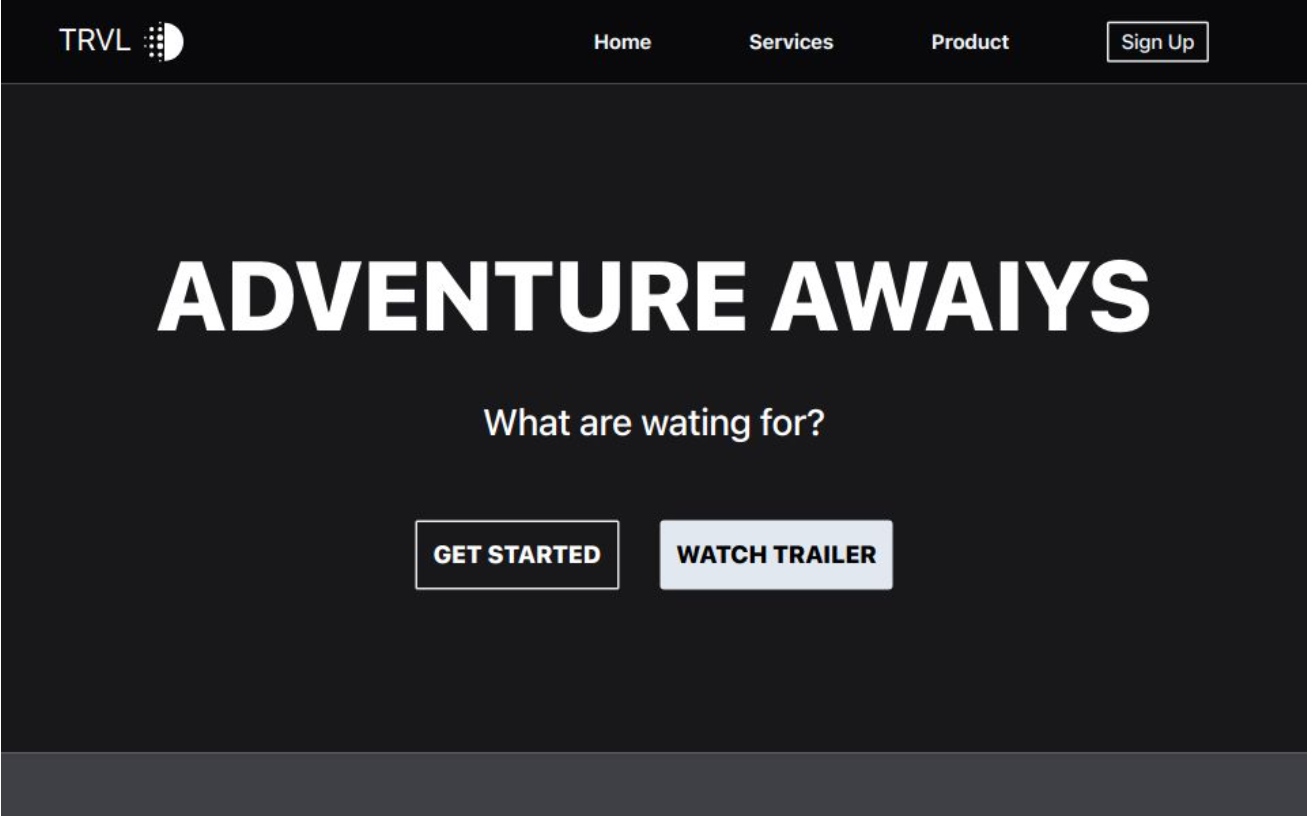 TRVL Home Services Product Sign Up
ADVENTURE AWAIYS
What are wating for?
GET STARTED WATCH TRAILER